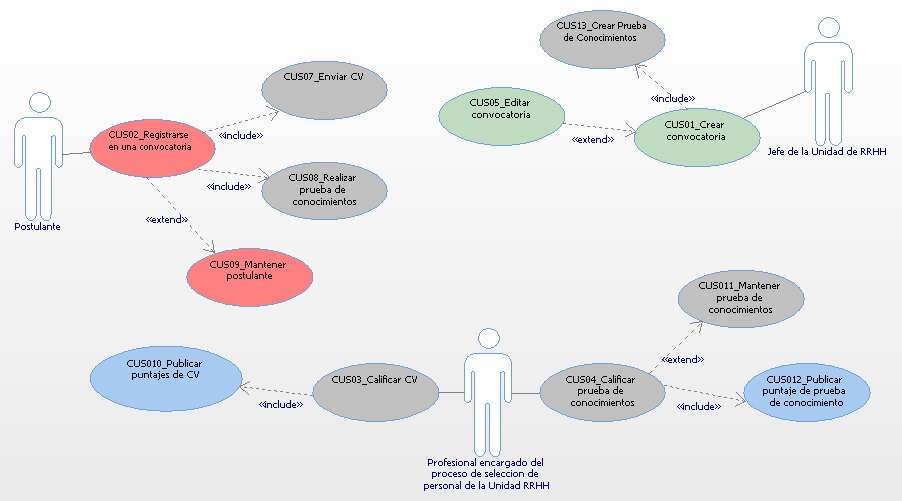 CUS13_Crear Prueba
de Conocimientos
«include»
CUS07_Enviar CV
CUS05_Editar
convocatoria
«extend»
CUS01_Crear
convocatoria
Jefe de la Unidad de RRHH
CUS02_Registrarse
en una convocatoria
«include»
Postulante
«include»
CUS08_Realizar
prueba de
conocimientos
«extend»
CUS09_Mantener
postulante
CUS011_Mantener
prueba de
conocimientos
«extend»
CUS010_Publicar
puntajes de CV
«include»
CUS03_Calificar CV
CUS04_Calificar
prueba de
conocimientos
«include»
CUS012_Publicar
puntaje de prueba
de conocimiento
Profesional encargado del
proceso de seleccion de
personal de la Unidad RRHH